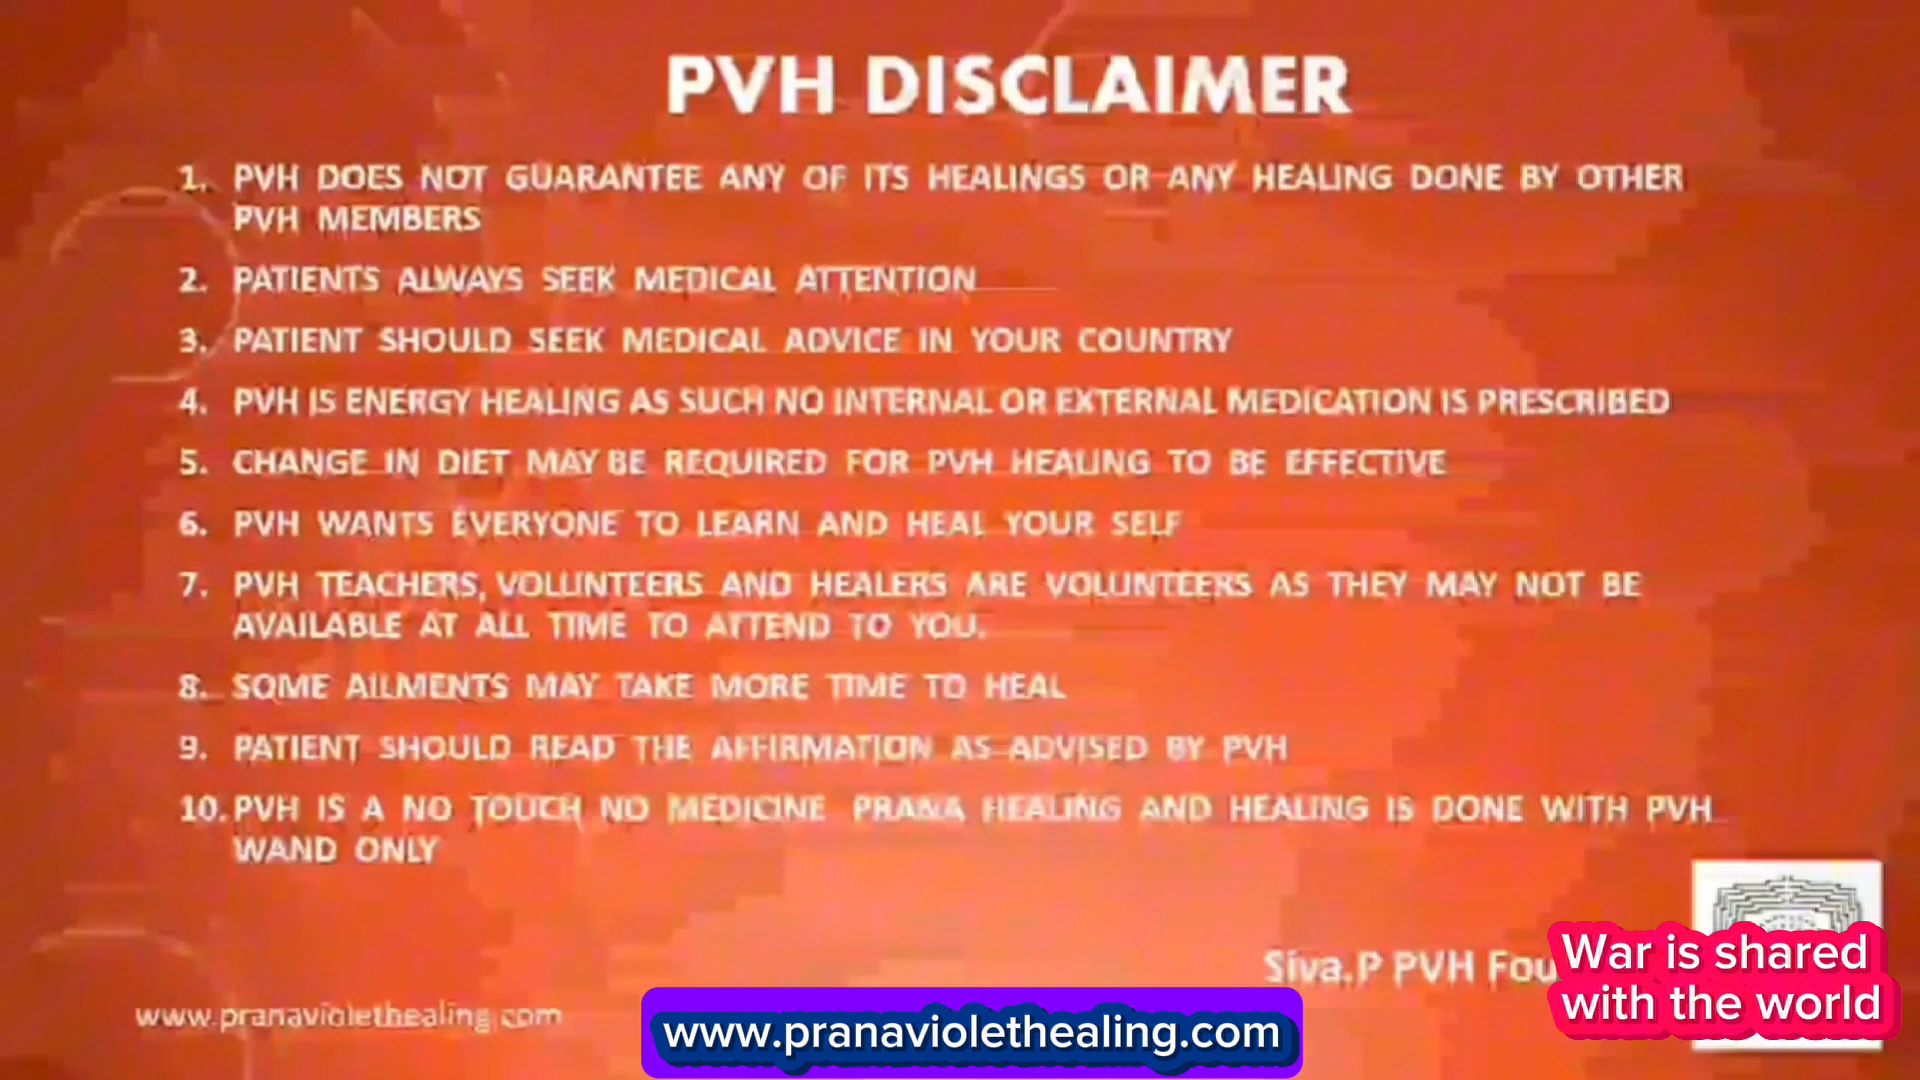 PVH DISCLAIMER
1. PVH DOES NOT GUARANTEE ANY OF ITS HEALINGS OR ANY HEALING DONE BY OTHER
PVH MEMBERS
2. PATIENTS ALWAYS SEEK MEDICAL ATTENTION
3. PATIENT SHOULD SEEK MEDICAL ADVICE IN YOUR COUNTRY
4. PVH IS ENERGY HEALING AS SUCH NO INTERNAL OR EXTERNAL MEDICATION IS PRESCRIBED
5. CHANGE IN DIET MAY BE REQUIRED FOR PVH HEALING TO BE EFFECTIVE
6. PVH WANTS EVERYONE TO LEARN AND HEAL YOUR SELF
7. PVH TEACHERS, VOLUNTEERS AND HEALERS ARE VOLUNTEERS AS THEY MAY NOT BE
AVAILABLE AT ALL TIME TO ATTEND TO YOU.
8. SOME AILMENTS MAY TAKE MORE TIME TO HEAL
9. PATIENT SHOULD READ THE AFFIRMATION AS ADVISED BY PVH
10. PVH IS A NO TOUCH NO MEDICINE PRANA HEALING AND HEALING IS DONE WITH PVH
WAND ONLY
Siva.P PVH Fou
War is shared
with the world
www.pranaviolethealing.com
www.pranaviolethealing.com